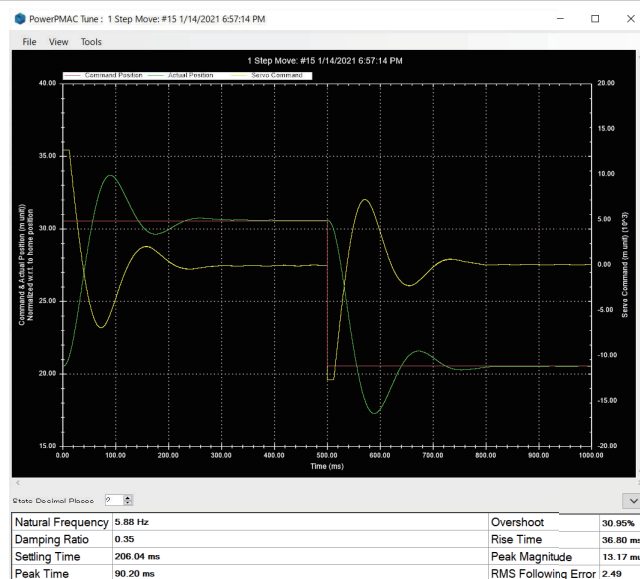 PowerPMAC Tune : 1 Step Move: #15 1/14/2021 6:57:14 PM
File View Tools
1 Step Move: #15 1/14/2021 6:57:14 PM
Command Position Actual Position Servo Command
40.00
35.00
30.00
25.00
20.00
15.00
Command & Actual Position (m unit)
Normalized w.r.t. to home position
20.00
15.00
10.00
5.00
0.00
-5.00
-10.00
-15.00
-20.00
Servo Command (m unit) (10^3)
0.00 100.00 200.00 300.00 400.00 500.00 600.00 700.00 800.00 900.00 1000.00
Time (ms)
State Decimal Places 2
Natural Frequency 5.88 Hz Overshoot 30.95%
Damping Ratio 0.35 Rise Time 36.80 ms
Settling Time 206.04 ms Peak Magnitude 13.17 mu
Peak Time 90.20 ms RMS Following Error 2.49